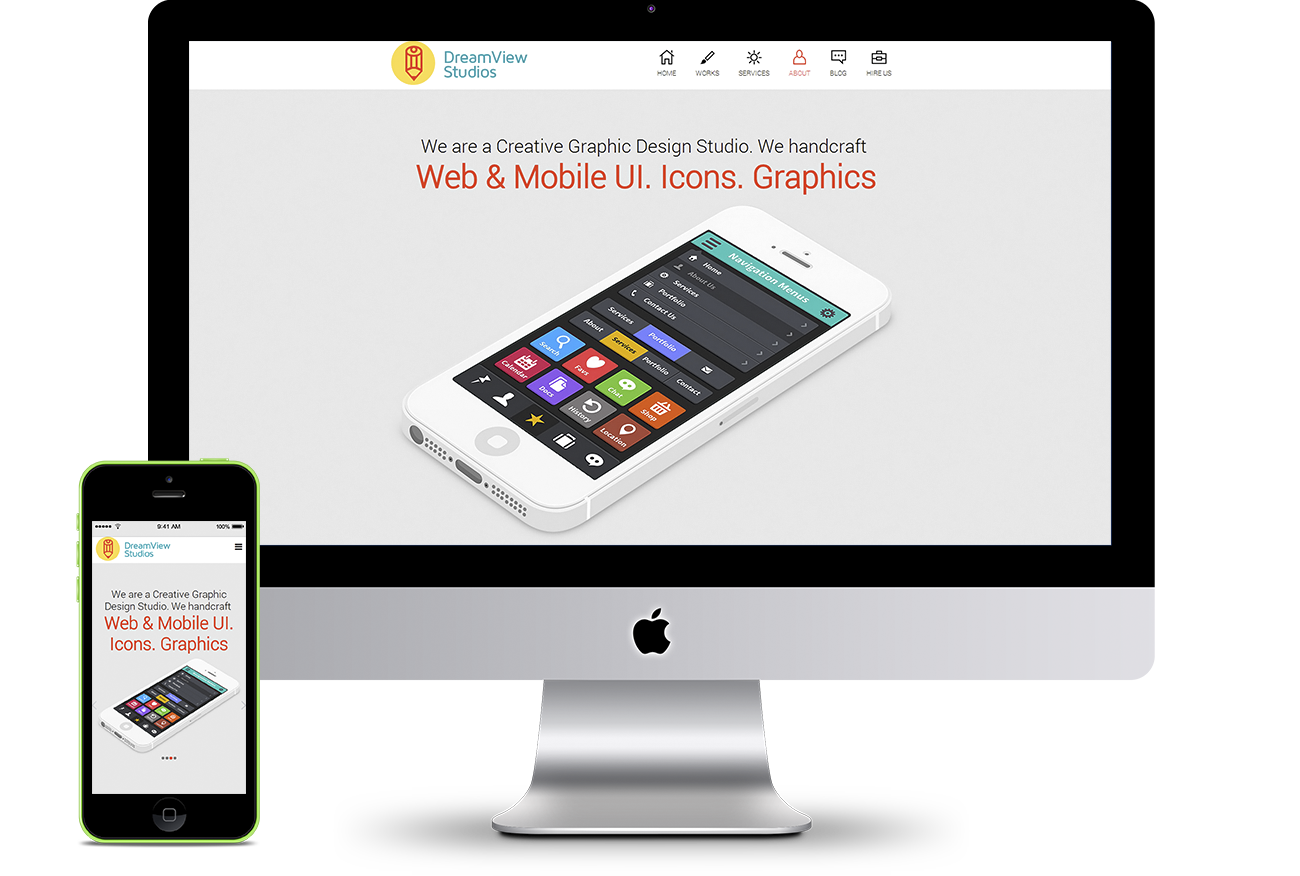 DreamView
Studios
HOME WORKS SERVICES ABOUT BLOG HIRE US
We are a Creative Graphic Design Studio. We handcraft
Web & Mobile UI. Icons. Graphics
Navigation Menus
Home
About Us
Services
Portfolio
Contact Us
Services Portfolio
About Services Portfolio Contact
Search Favs Chat Shop
Calendar Docs History Location
9:41 AM 100%
DreamView
Studios
We are a Creative Graphic
Design Studio. We handcraft
Web & Mobile UI.
Icons. Graphics